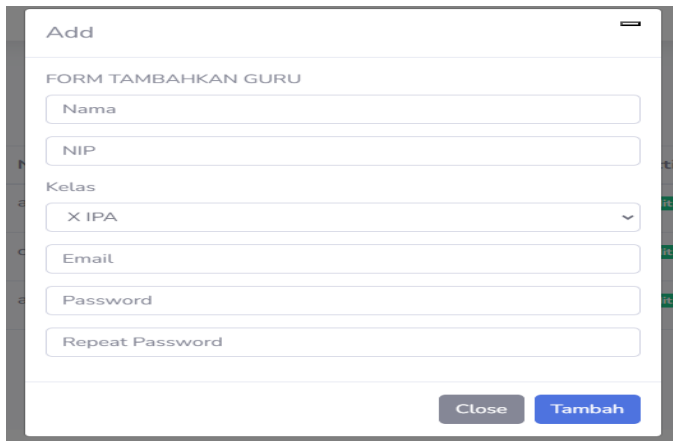 Add
FORM TAMBAHKAN GURU
Nama
NIP
Kelas
X IPA
Email
Password
Repeat Password
Close
Tambah